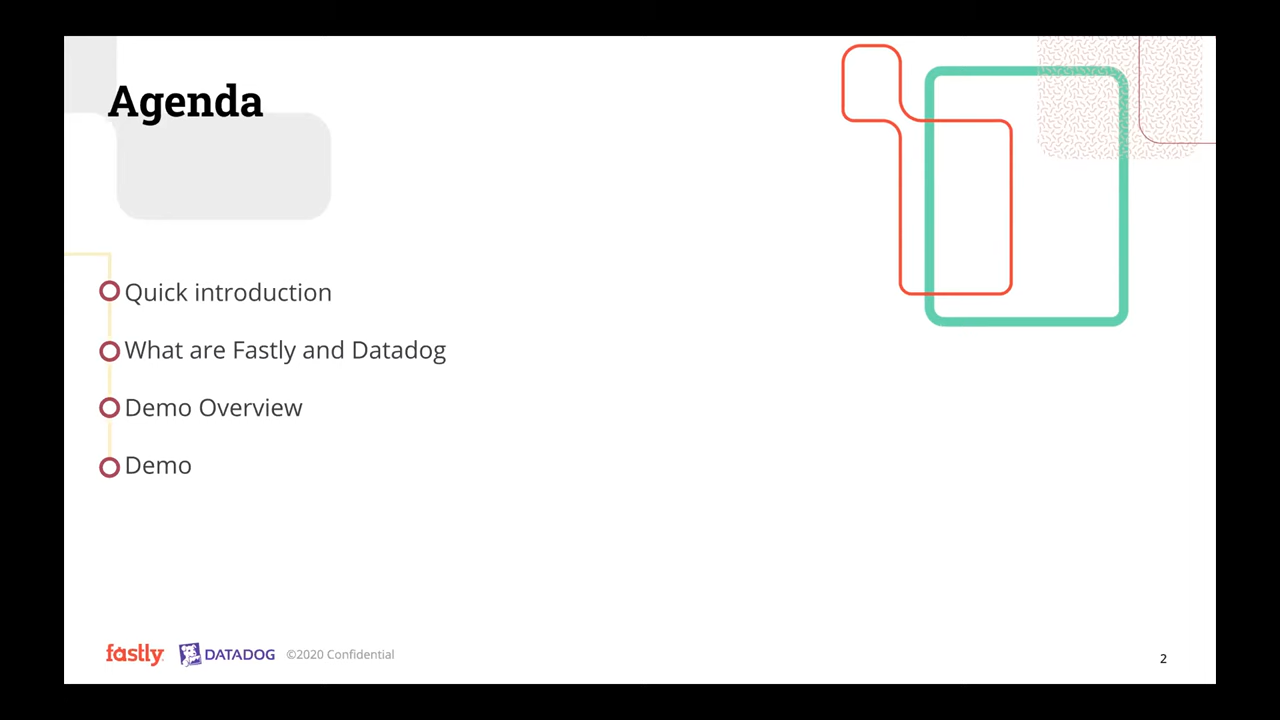 Agenda
Quick introduction
What are Fastly and Datadog
Demo Overview
Demo
fastly DATADOG ©2020 Confidential
2